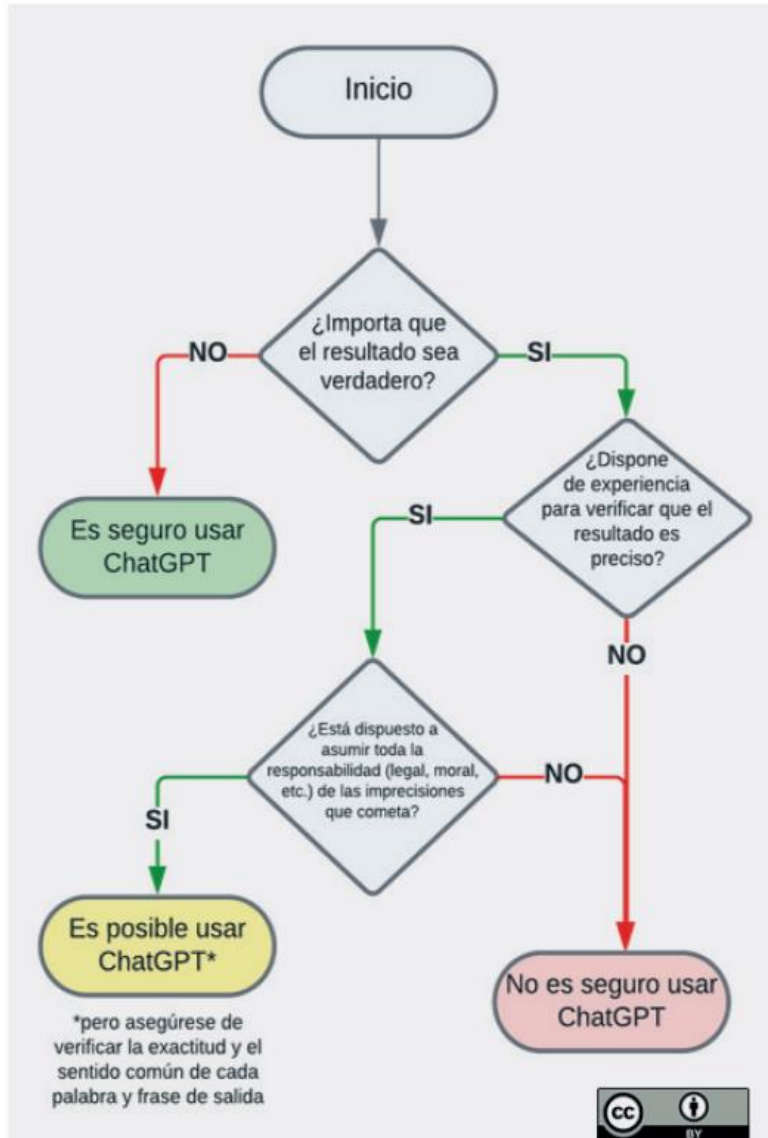 Inicio
¿Importa que
el resultado sea
verdadero?
NO
SI
¿Dispone
de experiencia
para verificar que el
resultado es
preciso?
Es seguro usar
ChatGPT
SI
NO
¿Está dispuesto a
asumir toda la
responsabilidad (legal, moral,
etc.) de las imprecisiones
que cometa?
NO
SI
Es posible usar
ChatGPT*
No es seguro usar
ChatGPT
*pero asegúrese de
verificar la exactitud y el
sentido común de cada
palabra y frase de salida
cc
BY